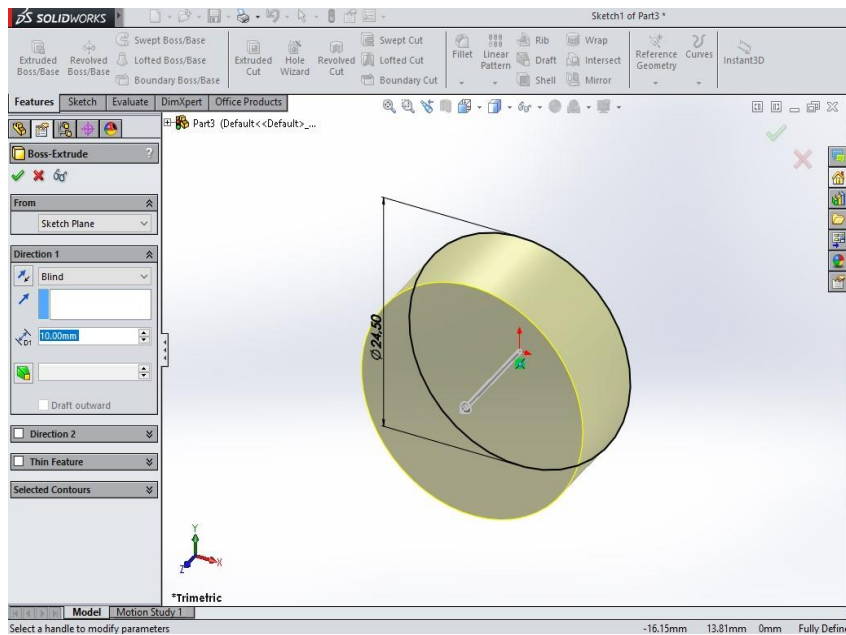 SOLIDWORKS
Sketch1 of Part3 *
Extruded Boss/Base
Revolved Boss/Base
Swept Boss/Base
Lofted Boss/Base
Boundary Boss/Base
Extruded Cut
Hole Wizard
Revolved Cut
Swept Cut
Lofted Cut
Boundary Cut
Fillet
Linear Pattern
Rib
Draft
Shell
Wrap
Intersect
Mirror
Reference Geometry
Curves
Instant3D
Features
Sketch
Evaluate
DimXpert
Office Products
Part3 (Default<<Default>_...
Boss-Extrude
?
From
Sketch Plane
Direction 1
Blind
D1
10.00mm
Draft outward
Direction 2
Thin Feature
Selected Contours
Ø24.50
Y
X
Z
*Trimetric
Model
Motion Study 1
Select a handle to modify parameters
-16.15mm
13.81mm
0mm
Fully Define